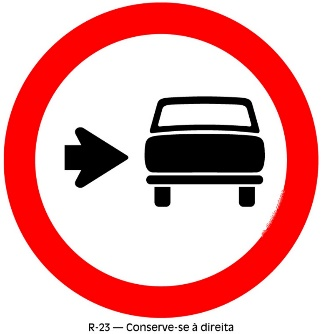 R-23 — Conserve-se à direita